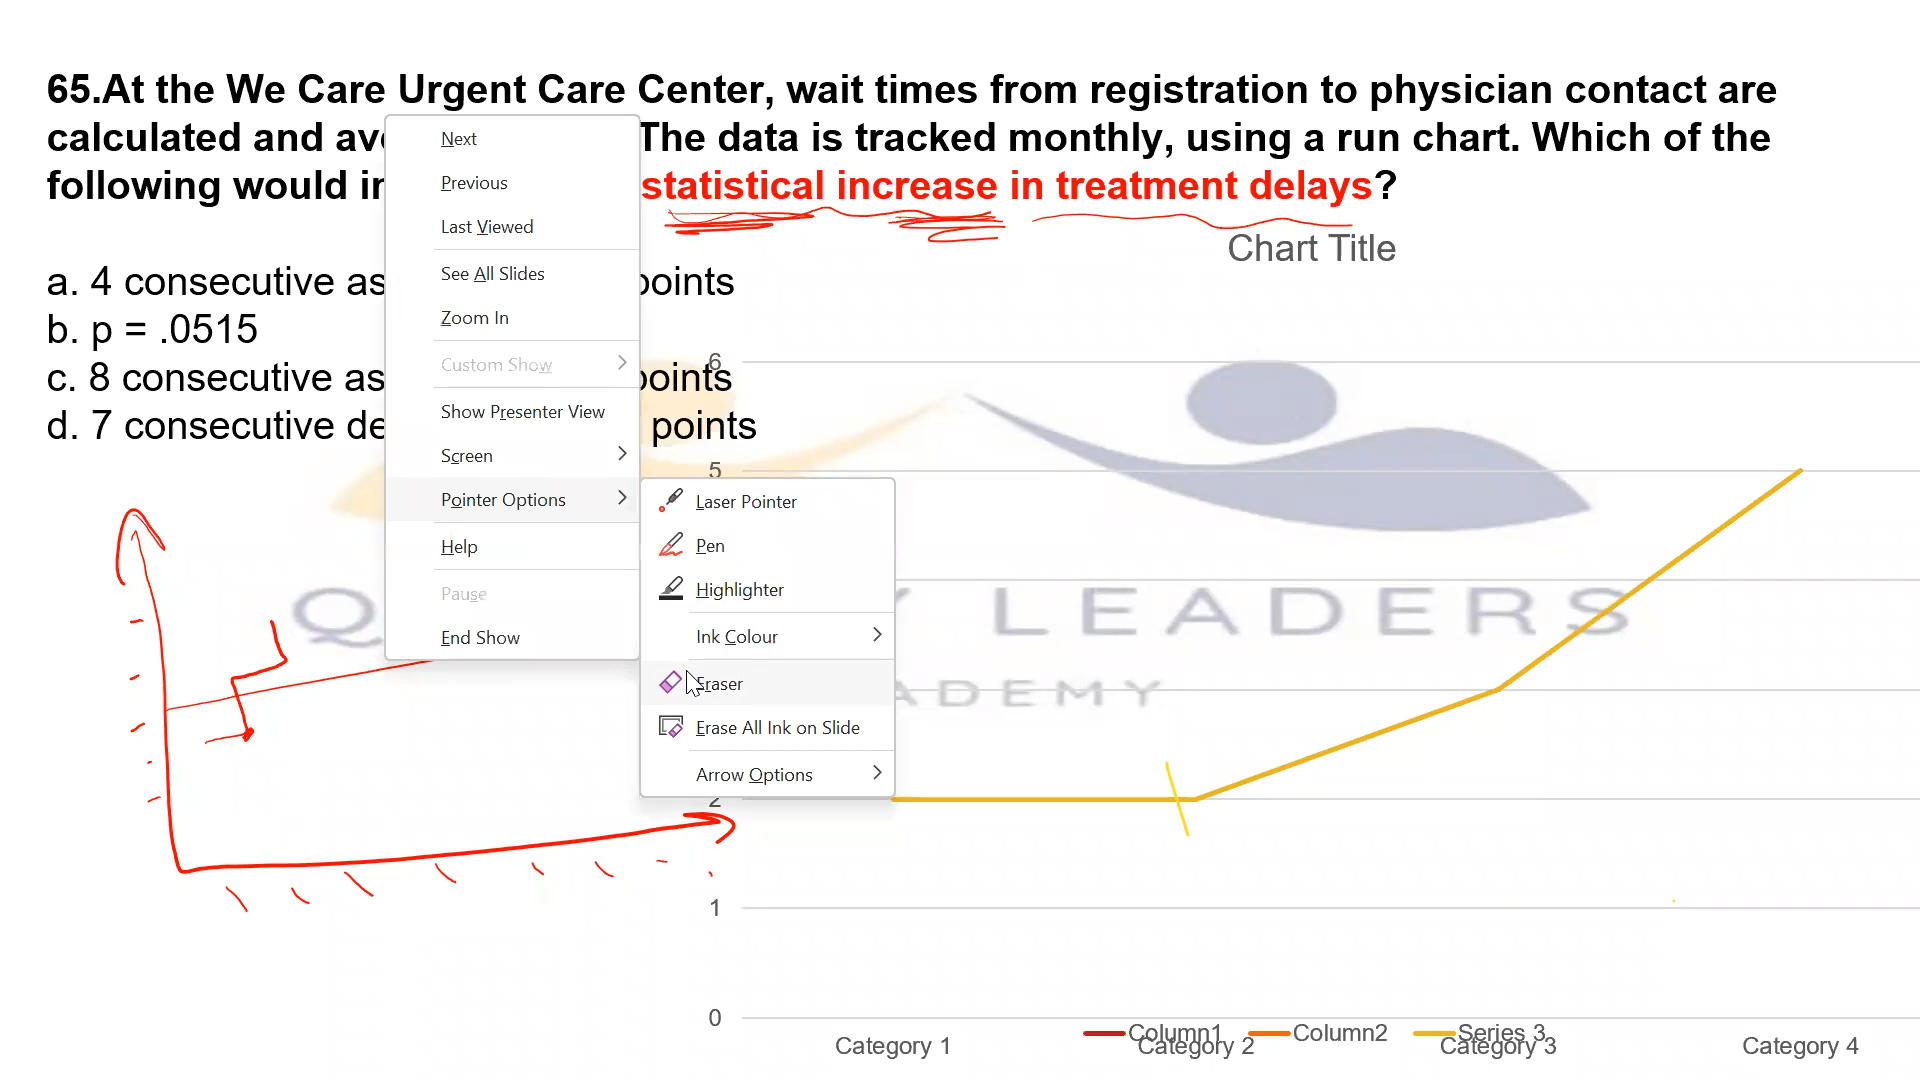 65.At the We Care Urgent Care Center, wait times from registration to physician contact are
calculated and The data is tracked monthly, using a run chart. Which of the
following would statistical increase in treatment delays?
a. 4 consecutive points
b. p = .0515
c. 8 consecutive points
d. 7 consecutive points
Next
Previous
Last Viewed
See All Slides
Zoom In
Custom Show
Show Presenter View
Screen
Pointer Options
Help
Pause
End Show
Laser Pointer
Pen
Highlighter
Ink Colour
Eraser
Erase All Ink on Slide
Arrow Options
Chart Title
6
5
2
1
0
LEADERS
Category 1
Category 2
Category 3
Category 4
Column1
Column2
Series 3